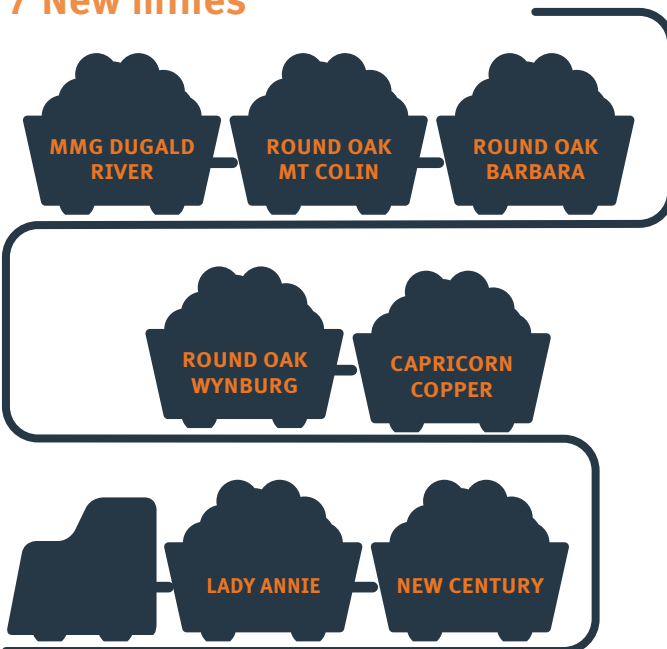 7 New mines
MMG DUGALD
RIVER
ROUND OAK
MT COLIN
ROUND OAK
BARBARA
ROUND OAK
WYNBURG
CAPRICORN
COPPER
LADY ANNIE
NEW CENTURY